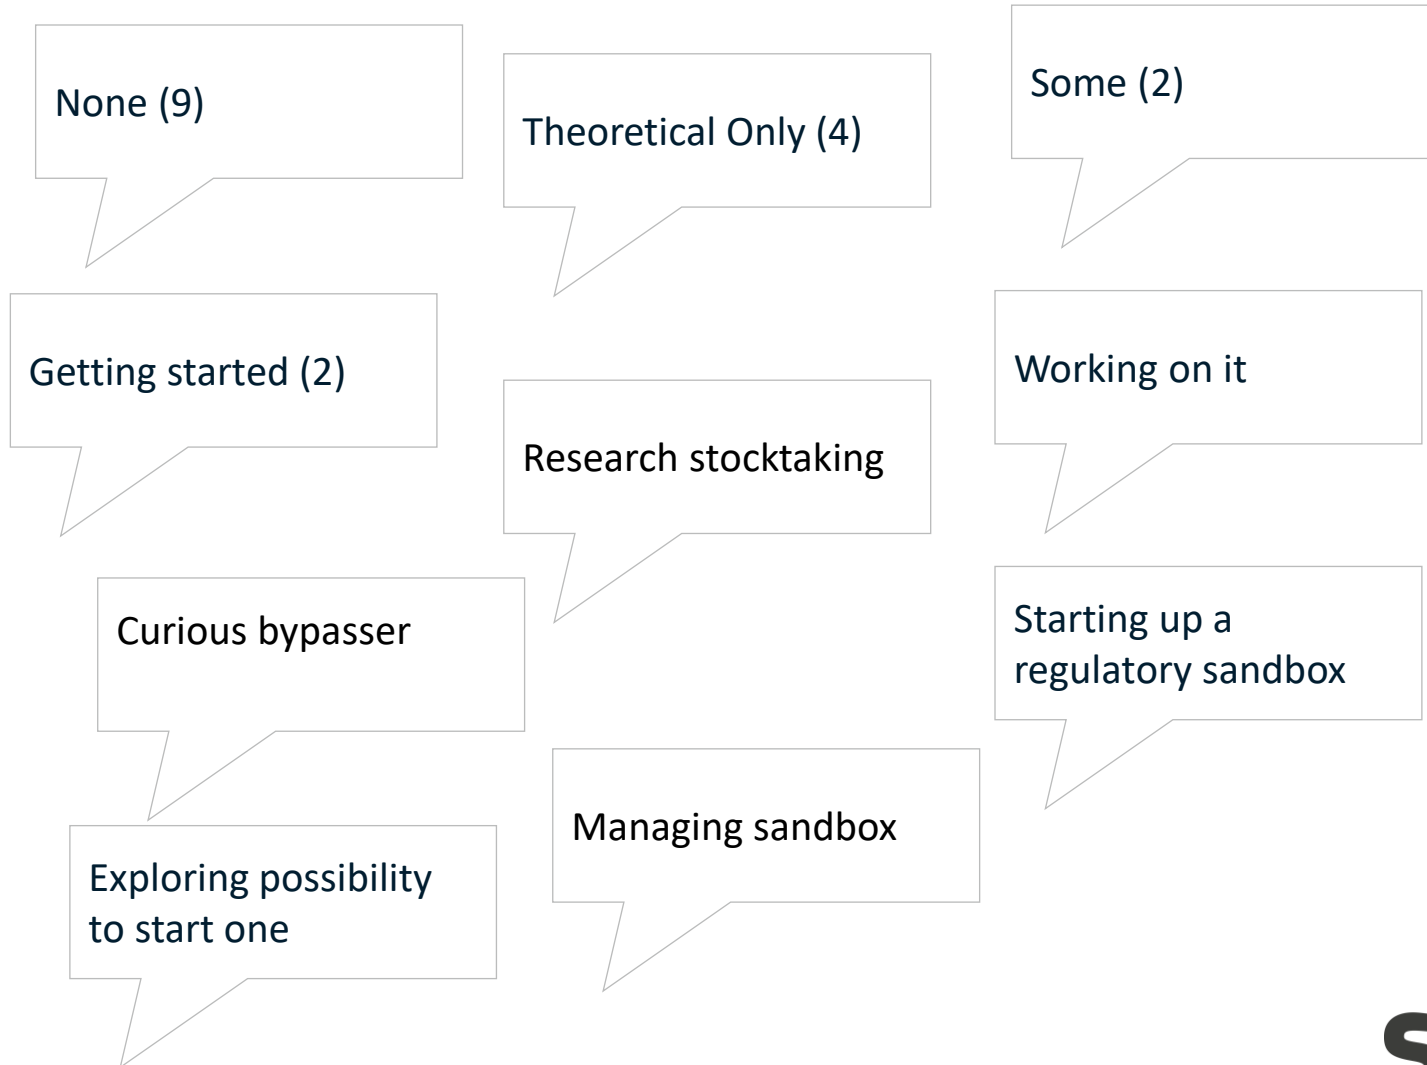 None (9)
Theoretical Only (4)
Some (2)
Getting started (2)
Working on it
Research stocktaking
Curious bypasser
Starting up a
regulatory sandbox
Managing sandbox
Exploring possibility
to start one